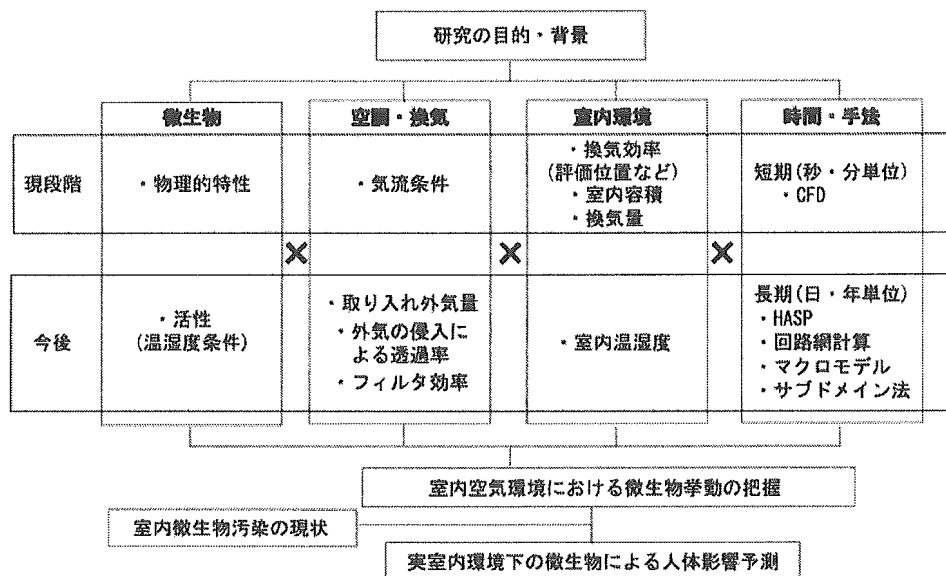 研究の目的・背景
微生物
空調・換気
室内環境
時間・手法
現段階
・物理的特性
・気流条件
・換気効率
(評価位置など)
・室内容積
・換気量
短期(秒・分単位)
・CFD
×
×
×
今後
・活性
(温湿度条件)
・取り入れ外気量
・外気の侵入に
よる透過率
・フィルタ効率
・室内温湿度
長期(日・年単位)
・HASP
・回路網計算
・マクロモデル
・サブドメイン法
室内空気環境における微生物挙動の把握
室内微生物汚染の現状
実室内環境下の微生物による人体影響予測